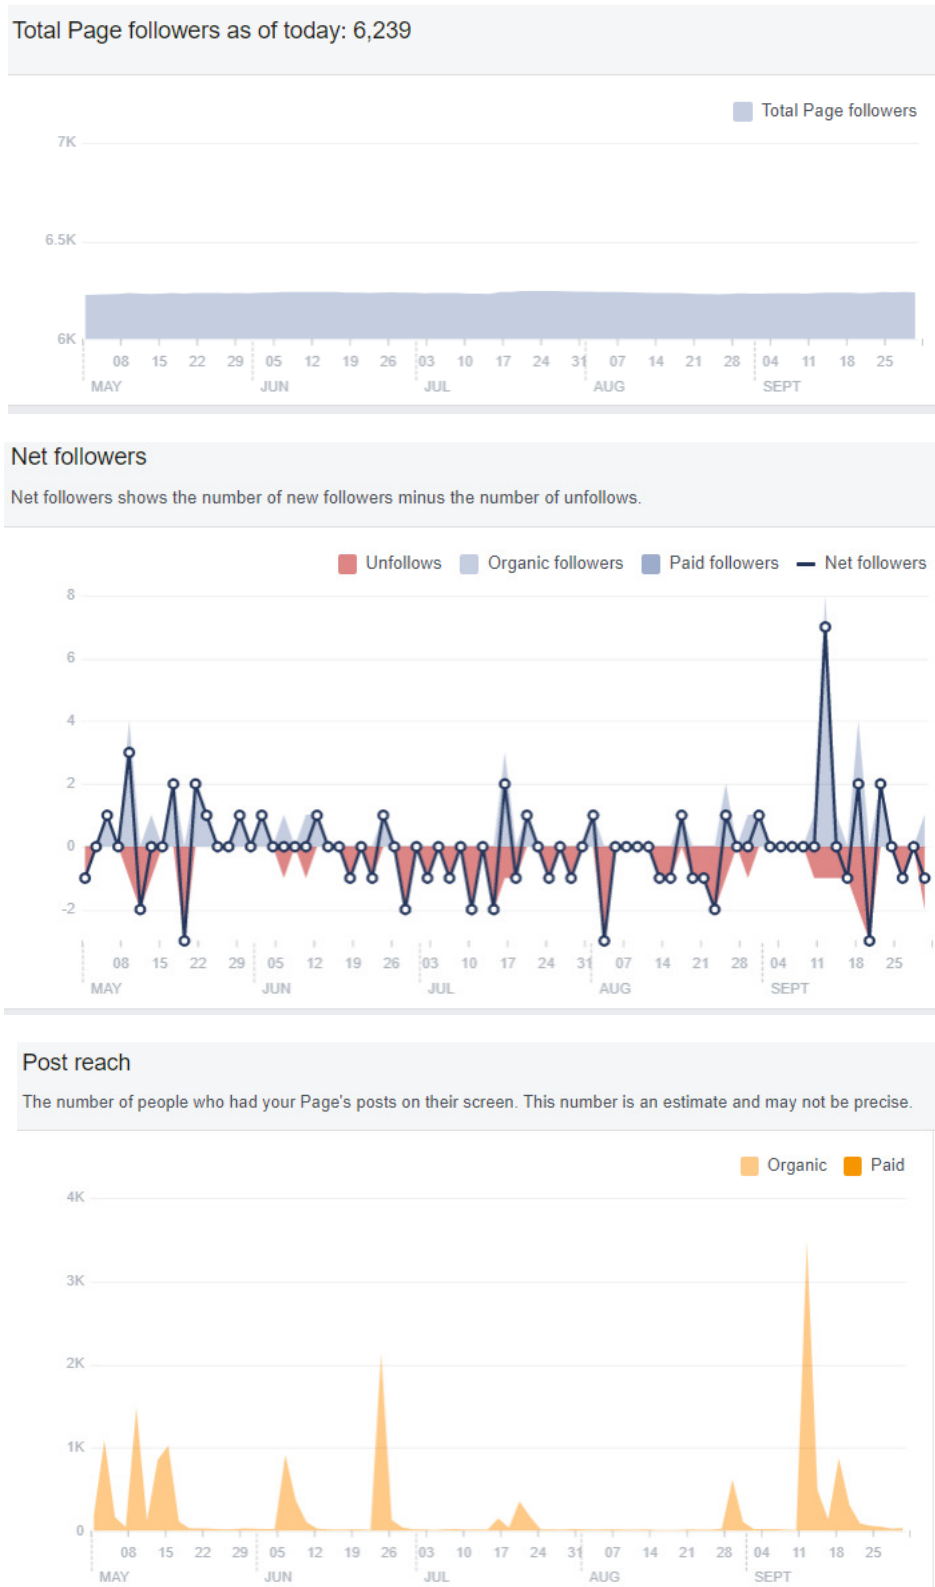 Total Page followers as of today: 6,239
Total Page followers
7K
6.5K
6K
08 15 22 29 05 12 19 26 03 10 17 24 31 07 14 21 28 04 11 18 25
MAY JUN JUL AUG SEPT
Net followers
Net followers shows the number of new followers minus the number of unfollows.
Unfollows Organic followers Paid followers Net followers
8
6
4
2
0
-2
08 15 22 29 05 12 19 26 03 10 17 24 31 07 14 21 28 04 11 18 25
MAY JUN JUL AUG SEPT
Post reach
The number of people who had your Page's posts on their screen. This number is an estimate and may not be precise.
Organic Paid
4K
3K
2K
1K
0
08 15 22 29 05 12 19 26 03 10 17 24 31 07 14 21 28 04 11 18 25
MAY JUN JUL AUG SEPT